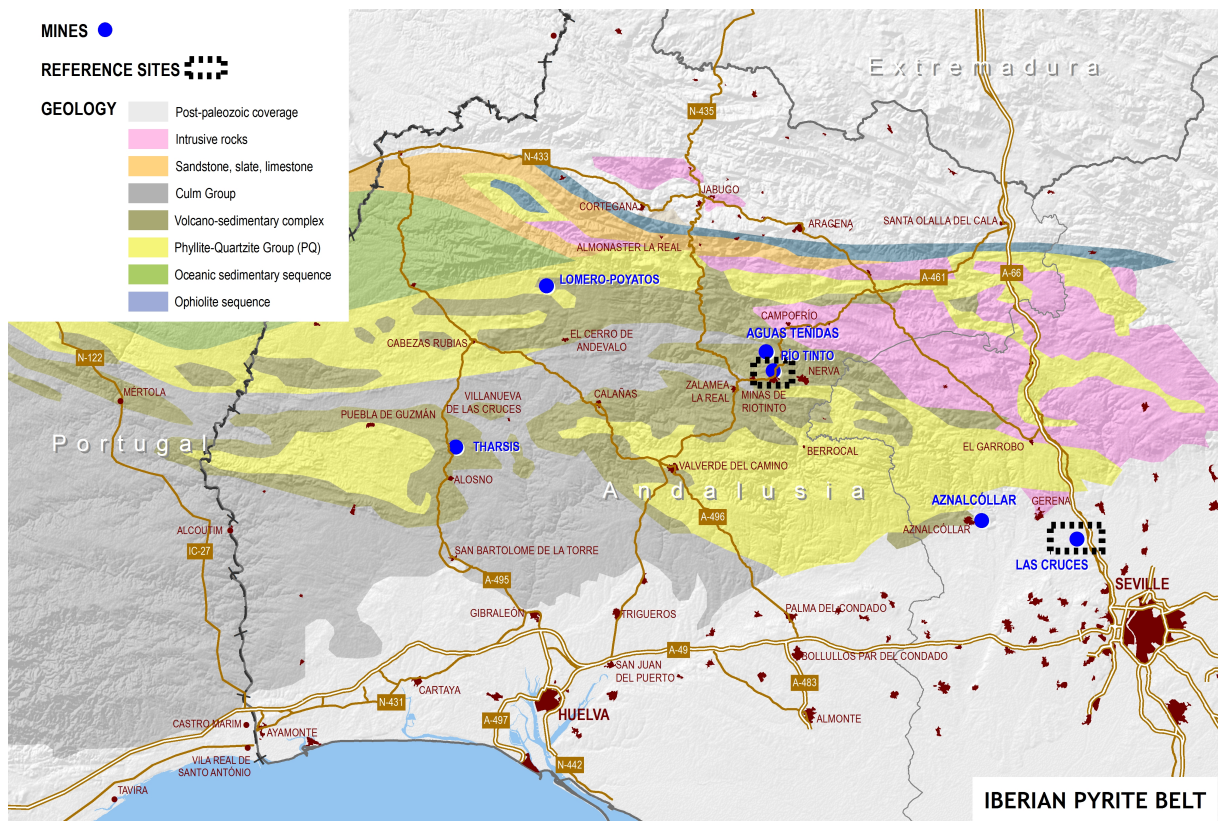 MINES
REFERENCE SITES
GEOLOGY
Post-paleozoic coverage
Intrusive rocks
Sandstone, slate, limestone
Culm Group
Volcano-sedimentary complex
Phyllite-Quartzite Group (PQ)
Oceanic sedimentary sequence
Ophiolite sequence
Extremadura
N-435
N-433
JABUGO
CORTEGANA
ARACENA
SANTA OLALLA DEL CALA
ALMONASTER LA REAL
A-461
A-66
LOMERO-POYATOS
CAMPOFRÍO
AGUAS TEÑIDAS
EL CERRO DE
ANDEVALO
CABEZAS RUBIAS
RÍO TINTO
N-122
NERVA
MÉRTOLA
ZALAMEA
LA REAL
MINAS DE
RIOTINTO
CALAÑAS
VILLANUEVA
DE LAS CRUCES
PUEBLA DE GUZMÁN
Portugal
THARSIS
EL GARROBO
BERROCAL
VALVERDE DEL CAMINO
ALOSNO
Andalusia
AZNALCÓLLAR
GERENA
A-496
AZNALCÓLLAR
ALCOUTIM
IC-27
SAN BARTOLOME DE LA TORRE
LAS CRUCES
A-495
SEVILLE
GIBRALEÓN
TRIGUEROS
PALMA DEL CONDADO
A-49
BOLLULLOS PAR DEL CONDADO
SAN JUAN
DEL PUERTO
A-483
CARTAYA
N-431
HUELVA
A-497
ALMONTE
CASTRO MARIM
AYAMONTE
VILA REAL DE
SANTO ANTÓNIO
N-442
TAVIRA
IBERIAN PYRITE BELT